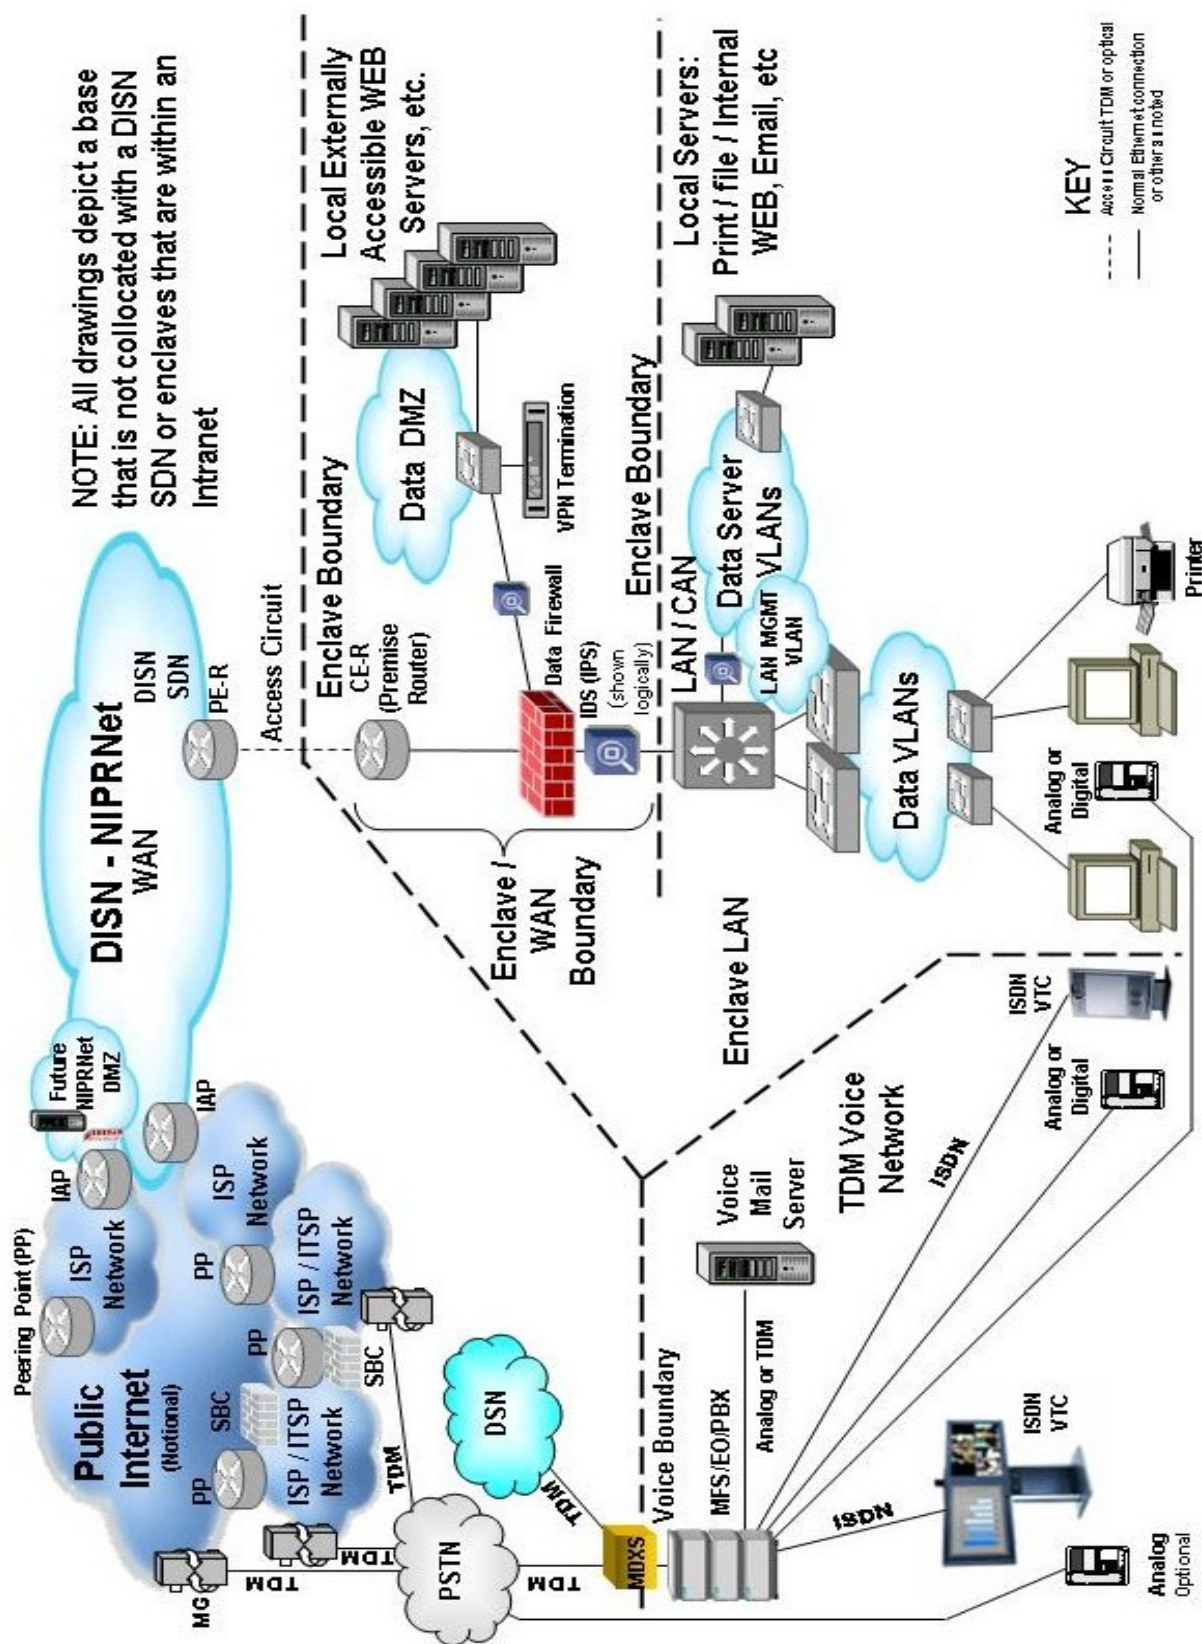 NOTE: All drawings depict a base
that is not collocated with a DISN
SDN or enclaves that are within an
Intranet
Peering Point (PP)
Public
Internet
(Notional)
ISP
Network
IAP
Future
NIPRNet
DMZ
IAP
ISP
Network
PP
ISP / ITSP
Network
PP
SBC
SBC
PP
ISP / ITSP
Network
MG
TDM
TDM
TDM
PSTN
TDM
DSN
TDM
MDXS
DISN - NIPRNet
WAN
DISN
SDN
PE-R
Access Circuit
Enclave Boundary
CE-R
(Premise
Router)
Local Externally
Accessible WEB
Servers, etc.
Data DMZ
VPN Termination
Data Firewall
IDS (IPS)
(shown
logically)
Enclave /
WAN
Boundary
Enclave Boundary
LAN / CAN
Local Servers:
Print / file / Internal
WEB, Email, etc
Data Server
VLANs
LAN MGMT
VLAN
Data VLANs
Enclave LAN
Voice Boundary
MFS/EO/PBX
Analog or TDM
Voice
Mail
Server
TDM Voice
Network
ISDN
ISDN
ISDN
VTC
ISDN
VTC
Analog
Optional
Analog or
Digital
Analog or
Digital
Printer
KEY
Access Circuit TDM or optical
Normal Ethernet connection
or other as noted